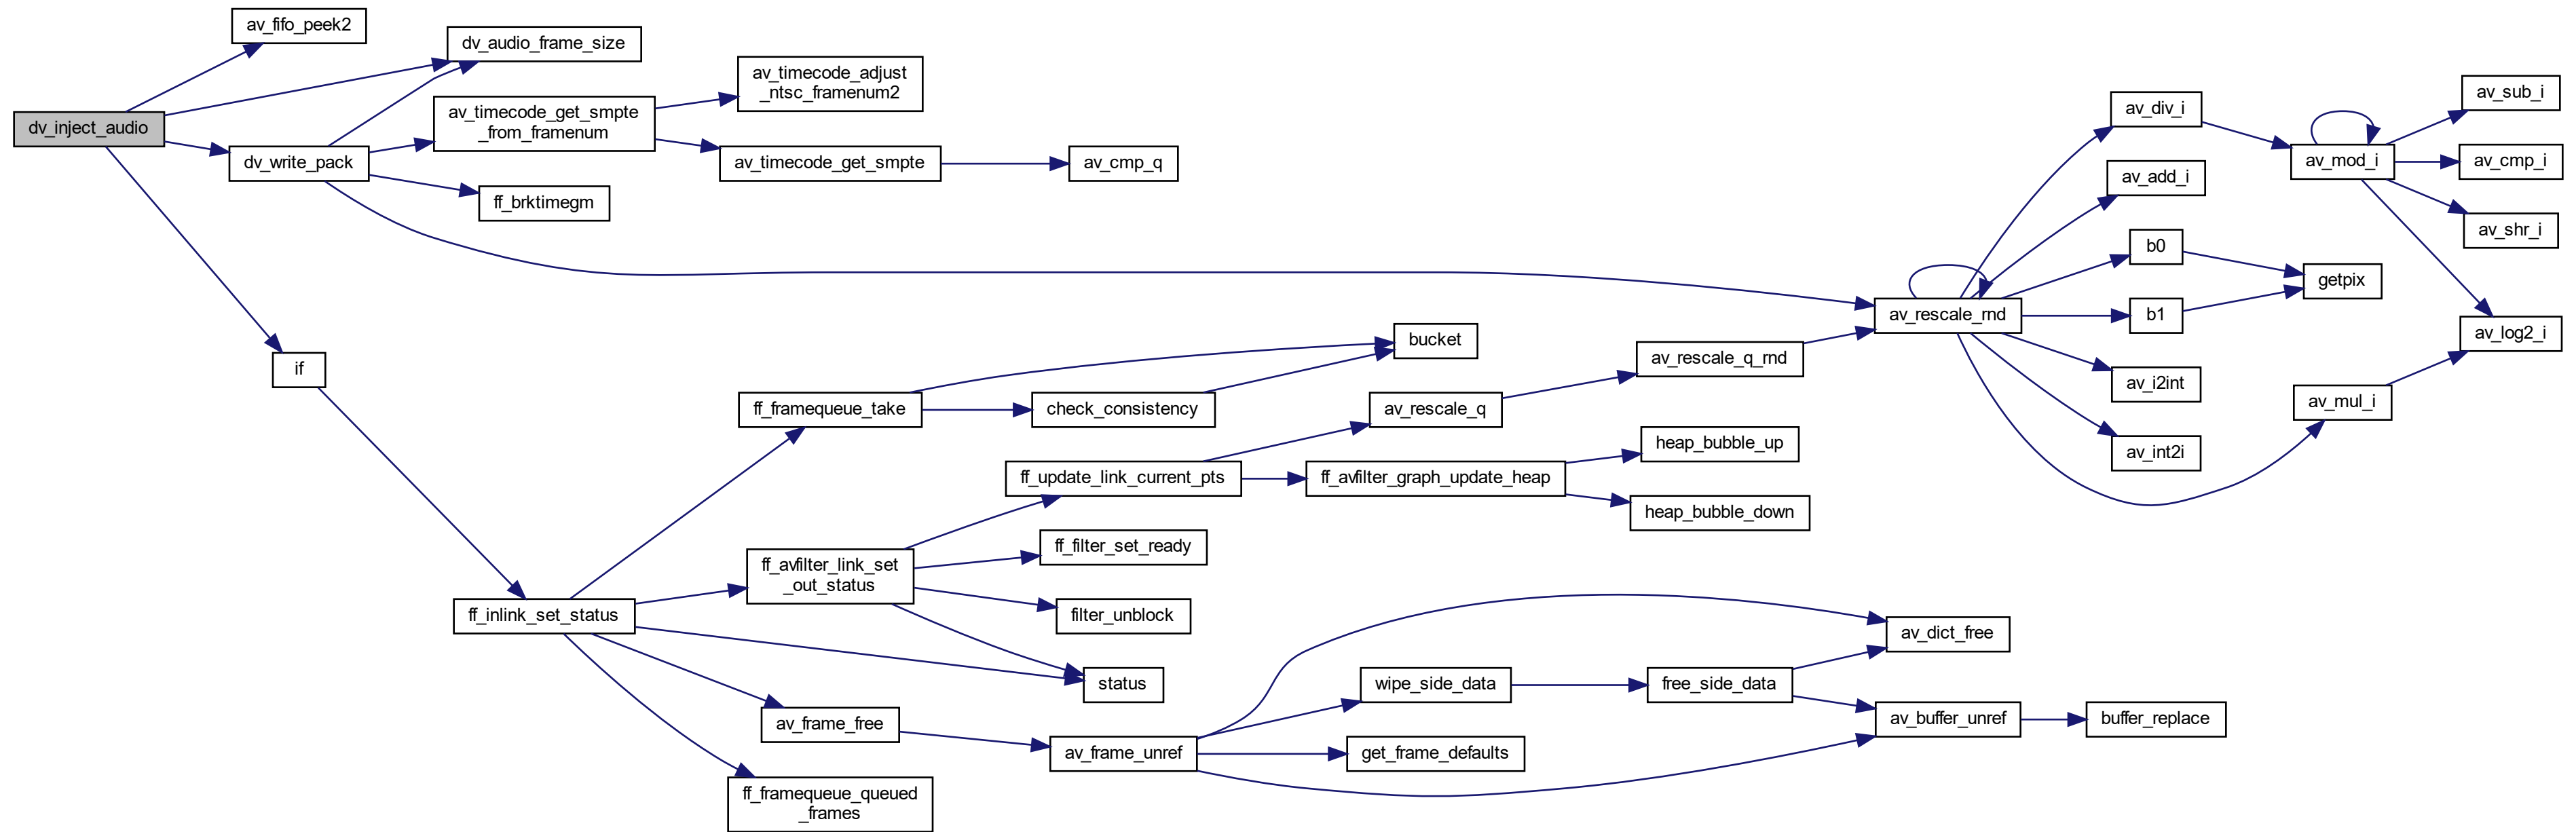 dv_inject_audio
av_fifo_peek2
dv_audio_frame_size
dv_write_pack
av_timecode_get_smpte
_from_framenum
av_timecode_adjust
_ntsc_framenum2
av_timecode_get_smpte
av_cmp_q
ff_brktimegm
if
ff_inlink_set_status
ff_framequeue_take
bucket
check_consistency
ff_avfilter_link_set
_out_status
ff_update_link_current_pts
av_rescale_q
av_rescale_q_rnd
av_rescale_rnd
ff_avfilter_graph_update_heap
heap_bubble_up
heap_bubble_down
ff_filter_set_ready
filter_unblock
status
av_frame_free
av_frame_unref
wipe_side_data
free_side_data
av_dict_free
av_buffer_unref
buffer_replace
get_frame_defaults
ff_framequeue_queued
_frames
av_div_i
av_add_i
b0
b1
getpix
av_i2int
av_int2i
av_mul_i
av_mod_i
av_sub_i
av_cmp_i
av_shr_i
av_log2_i